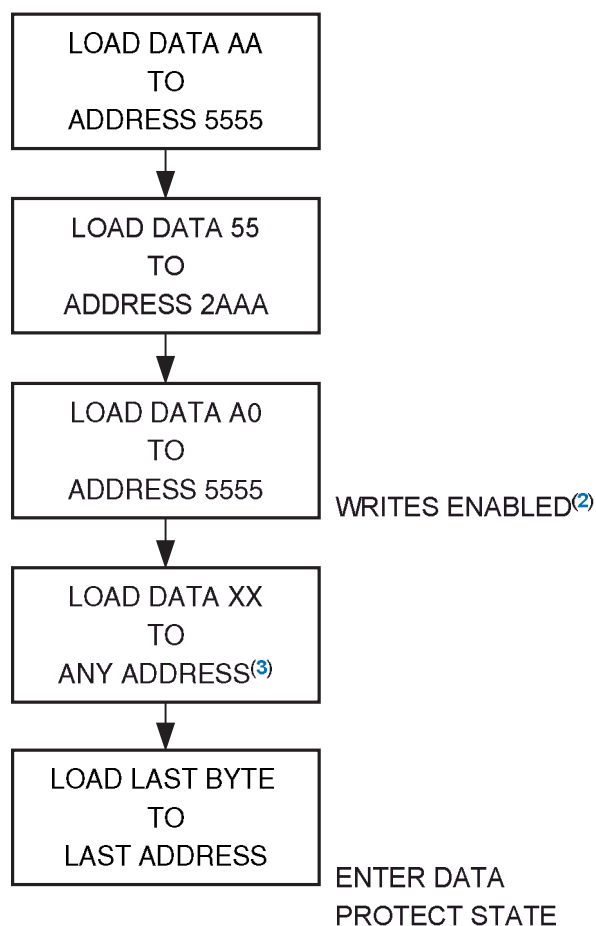 LOAD DATA AA
TO
ADDRESS 5555
LOAD DATA 55
TO
ADDRESS 2AAA
LOAD DATA A0
TO
ADDRESS 5555
WRITES ENABLED(2)
LOAD DATA XX
TO
ANY ADDRESS(3)
LOAD LAST BYTE
TO
LAST ADDRESS
ENTER DATA
PROTECT STATE